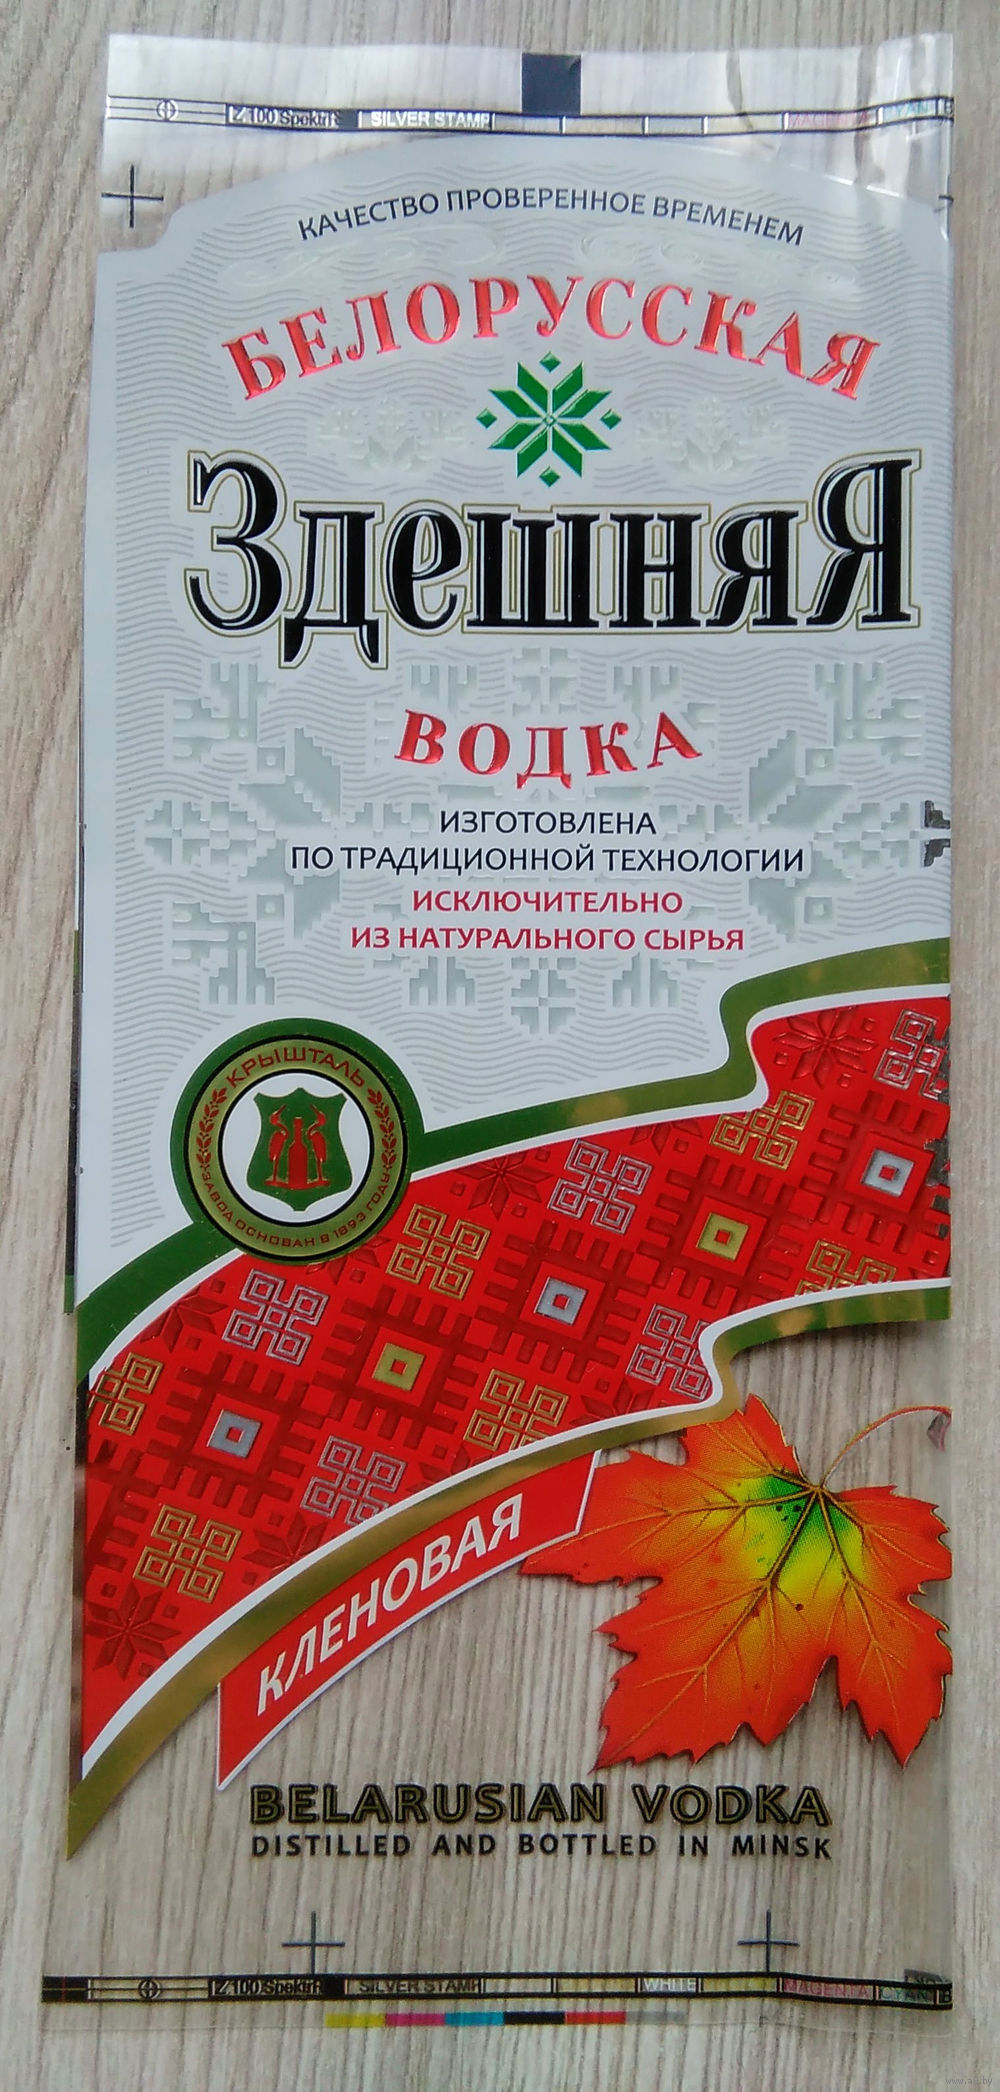 Z 100 Spektr
SILVER STAMP
MAGENTA
CYAN
КАЧЕСТВО ПРОВЕРЕННОЕ ВРЕМЕНЕМ
БЕЛОРУССКАЯ
ЗдешняЯ
ВОДКА
ИЗГОТОВЛЕНА
ПО ТРАДИЦИОННОЙ ТЕХНОЛОГИИ
ИСКЛЮЧИТЕЛЬНО
ИЗ НАТУРАЛЬНОГО СЫРЬЯ
КРЫШТАЛЬ
ЗАВОД ОСНОВАН В 1893 ГОДУ
КЛЕНОВАЯ
BELARUSIAN VODKA
DISTILLED AND BOTTLED IN MINSK
Z 100 Spektr
SILVER STAMP
WHITE
MAGENTA
CYAN